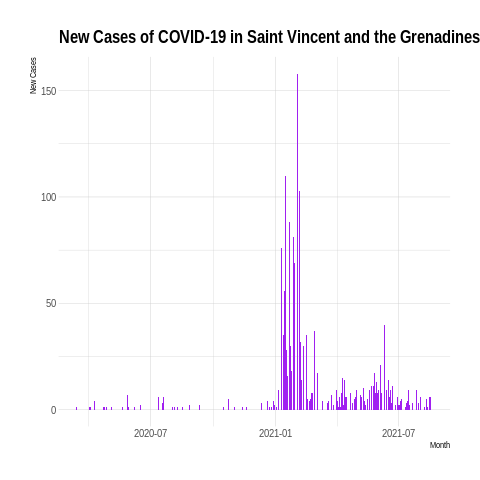 New Cases of COVID-19 in Saint Vincent and the Grenadines
New Cases
150
100
50
0
2020-07
2021-01
2021-07
Month